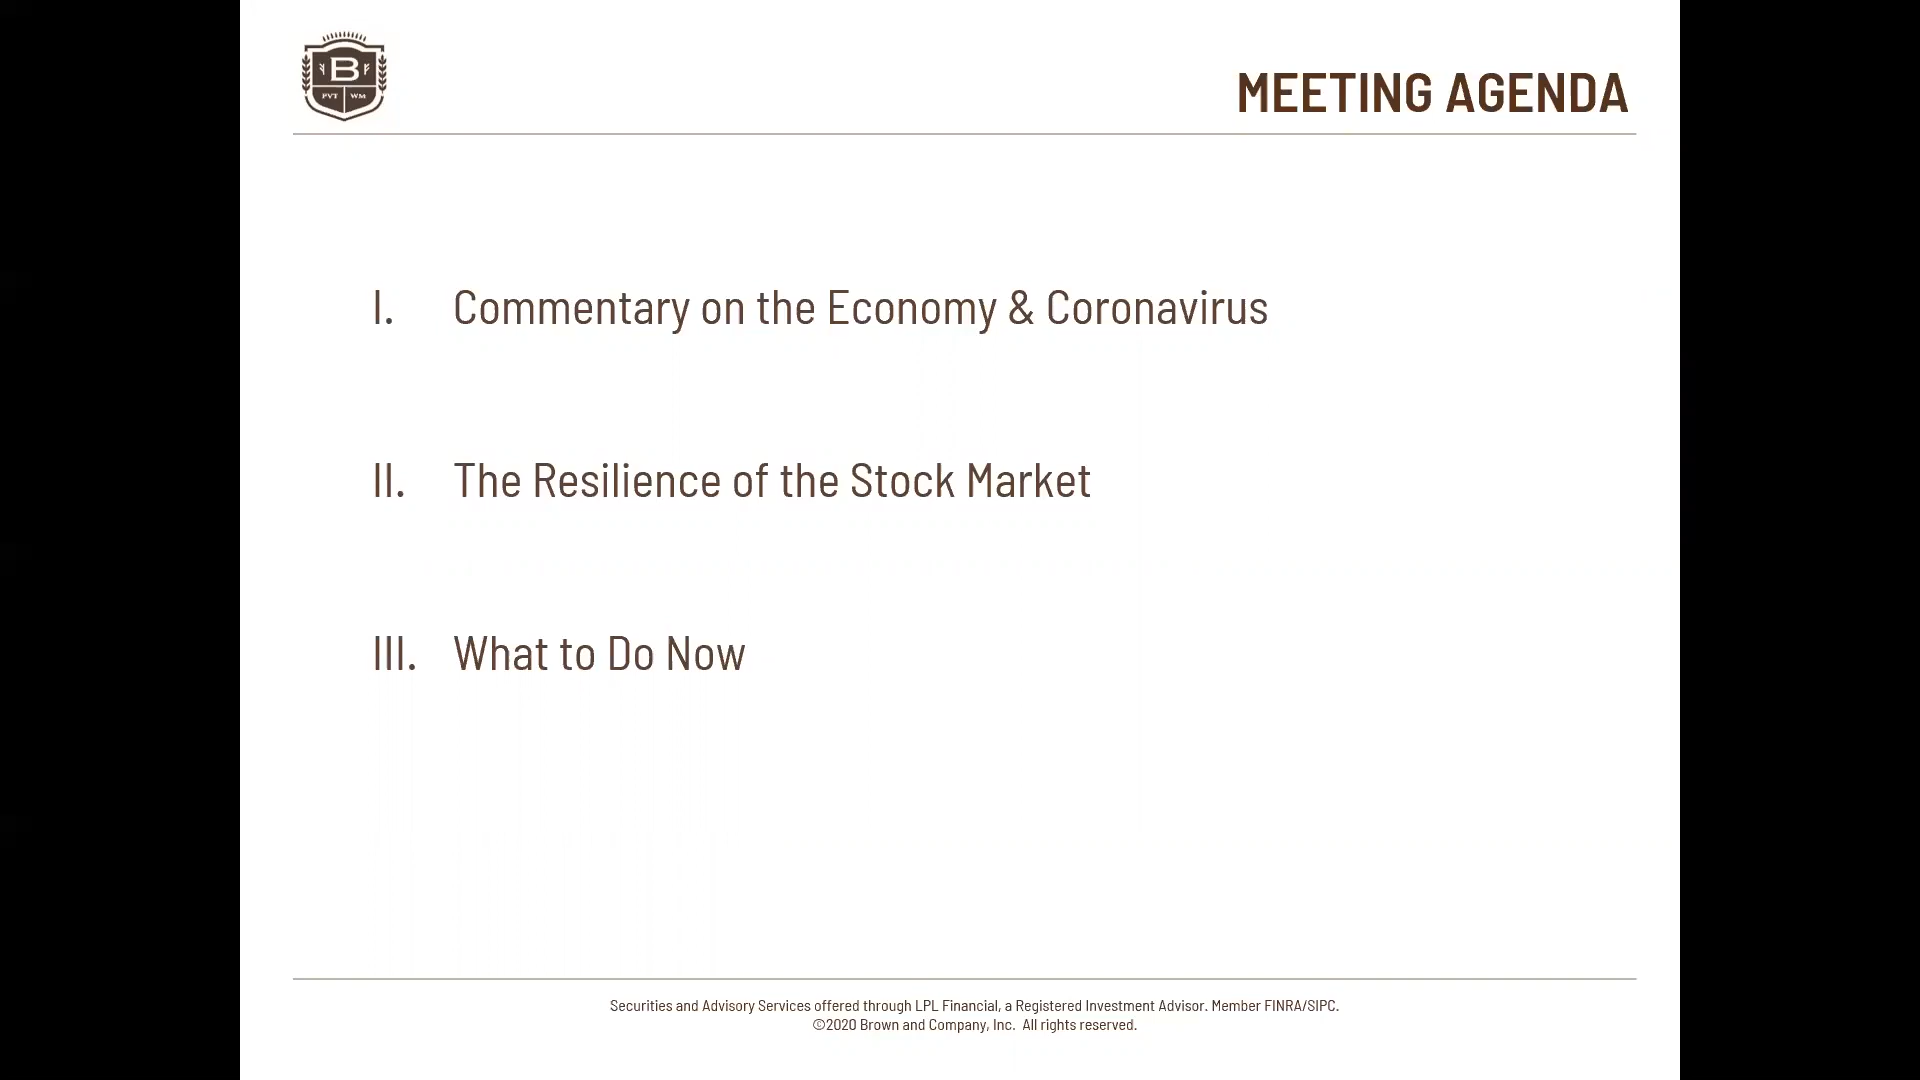 B
PVT WM
MEETING AGENDA
I. Commentary on the Economy & Coronavirus
II. The Resilience of the Stock Market
III. What to Do Now
Securities and Advisory Services offered through LPL Financial, a Registered Investment Advisor. Member FINRA/SIPC.
©2020 Brown and Company, Inc. All rights reserved.